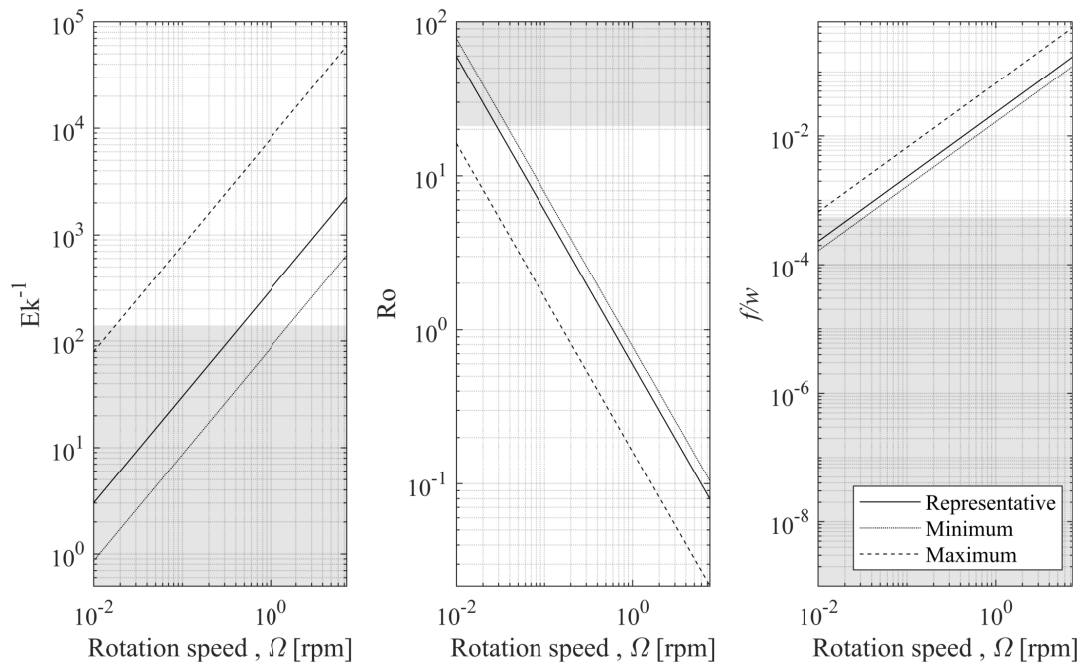 10^5
10^4
10^3
10^2
10^1
10^0
Ek^-1
10^-2
10^0
Rotation speed , Ω [rpm]
10^2
10^1
10^0
10^-1
Ro
10^-2
10^0
Rotation speed , Ω [rpm]
10^-2
10^-4
10^-6
10^-8
f/w
Representative
Minimum
Maximum
10^-2
10^0
Rotation speed , Ω [rpm]